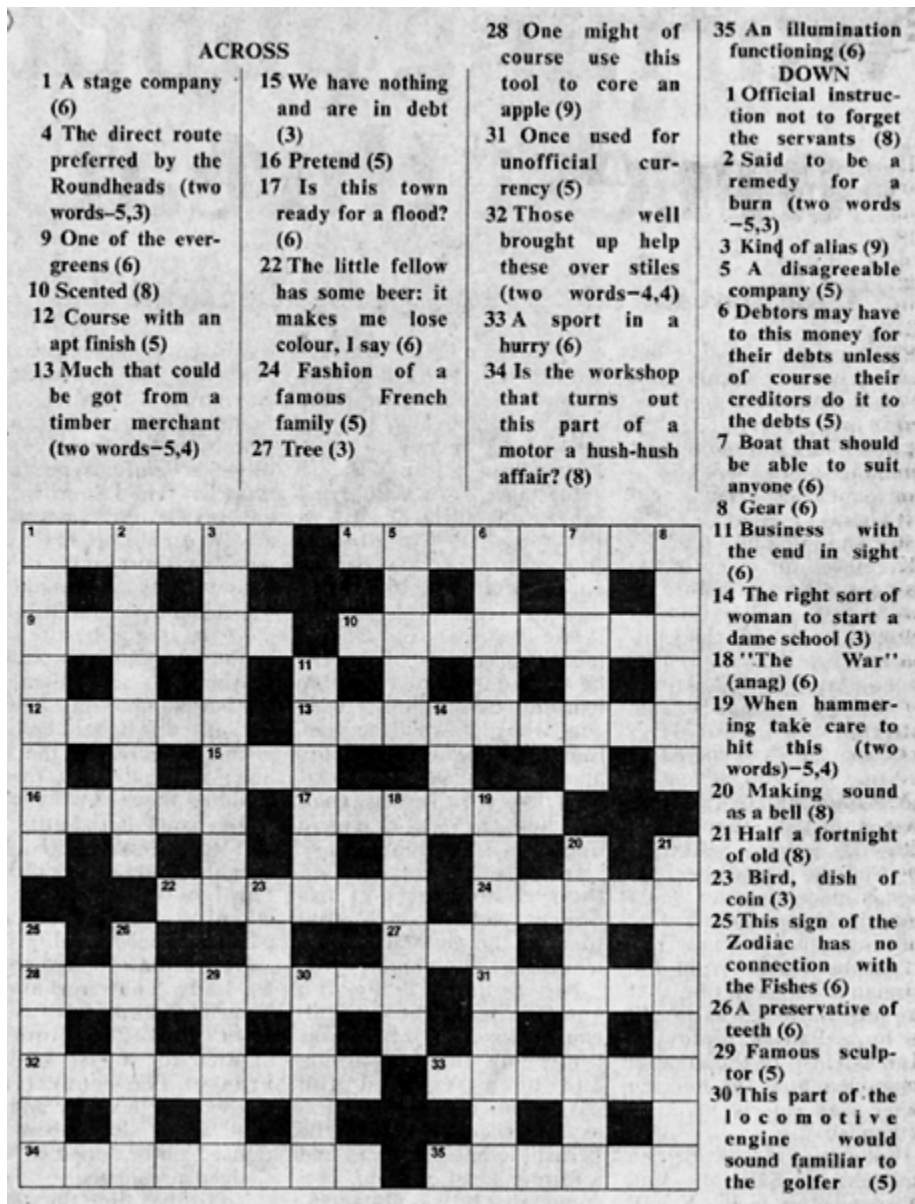 ACROSS
1 A stage company
(6)
4 The direct route
preferred by the
Roundheads (two
words–5,3)
9 One of the ever-
greens (6)
10 Scented (8)
12 Course with an
apt finish (5)
13 Much that could
be got from a
timber merchant
(two words–5,4)
15 We have nothing
and are in debt
(3)
16 Pretend (5)
17 Is this town
ready for a flood?
(6)
22 The little fellow
has some beer: it
makes me lose
colour, I say (6)
24 Fashion of a
famous French
family (5)
27 Tree (3)
28 One might of
course use this
tool to core an
apple (9)
31 Once used for
unofficial cur-
rency (5)
32 Those well
brought up help
these over stiles
(two words–4,4)
33 A sport in a
hurry (6)
34 Is the workshop
that turns out
this part of a
motor a hush-hush
affair? (8)
35 An illumination
functioning (6)
DOWN
1 Official instruc-
tion not to forget
the servants (8)
2 Said to be a
remedy for a
burn (two words
–5,3)
3 Kind of alias (9)
5 A disagreeable
company (5)
6 Debtors may have
to this money for
their debts unless
of course their
creditors do it to
the debts (5)
7 Boat that should
be able to suit
anyone (6)
8 Gear (6)
11 Business with
the end in sight
(6)
14 The right sort of
woman to start a
dame school (3)
18 "The War"
(anag) (6)
19 When hammer-
ing take care to
hit this (two
words)–5,4)
20 Making sound
as a bell (8)
21 Half a fortnight
of old (8)
23 Bird, dish of
coin (3)
25 This sign of the
Zodiac has no
connection with
the Fishes (6)
26 A preservative of
teeth (6)
29 Famous sculp-
tor (5)
30 This part of the
locomotive
engine would
sound familiar to
the golfer (5)
1 2 3 4 5 6 7 8
9 10
11
12 13 14
15
16 17 18 19
20 21
22 23 24
25 26 27
28 29 30 31
32 33
34 35